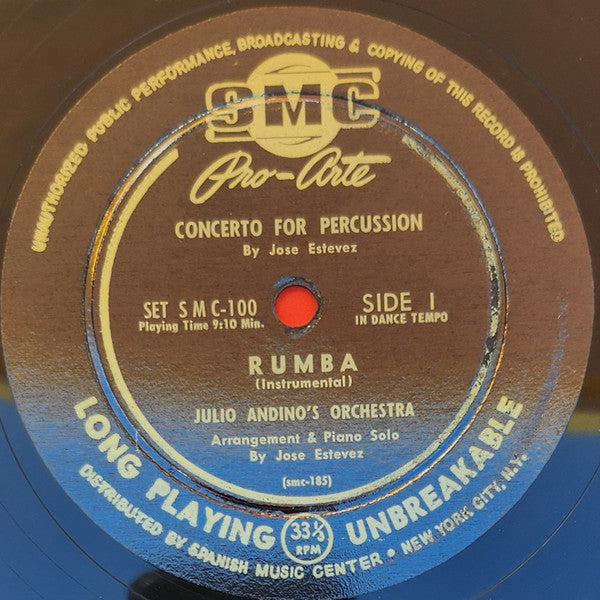 UNAUTHORIZED PUBLIC PERFORMANCE, BROADCASTING & COPYING OF THIS RECORD IS PROHIBITED
SMC
Pro-Arte
CONCERTO FOR PERCUSSION
By Jose Estevez
SET S M C-100
Playing Time 9:10 Min.
SIDE I
IN DANCE TEMPO
RUMBA
(Instrumental)
JULIO ANDINO'S ORCHESTRA
Arrangement & Piano Solo
By Jose Estevez
(smc-185)
LONG PLAYING 33⅓ RPM UNBREAKABLE
DISTRIBUTED BY SPANISH MUSIC CENTER • NEW YORK CITY, N.Y.